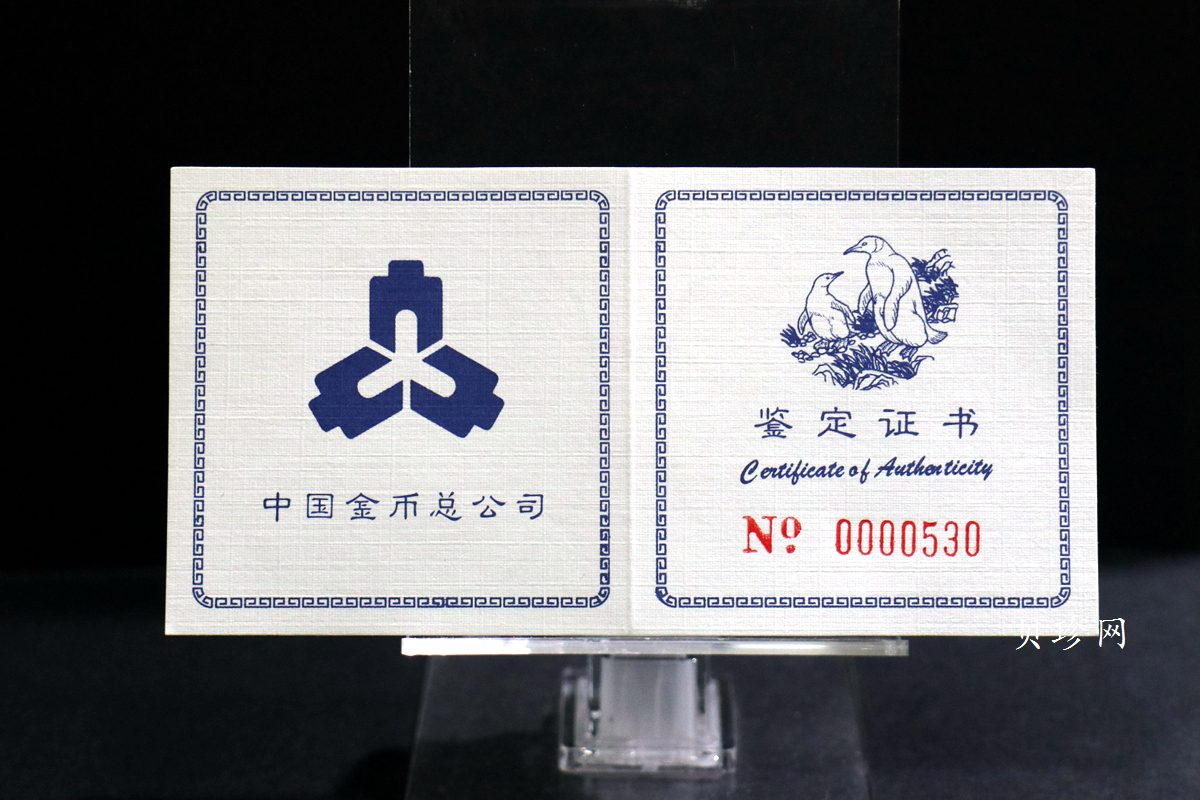 中国金币总公司
鉴定证书
Certificate of Authenticity
Nº 0000530
贝珍网